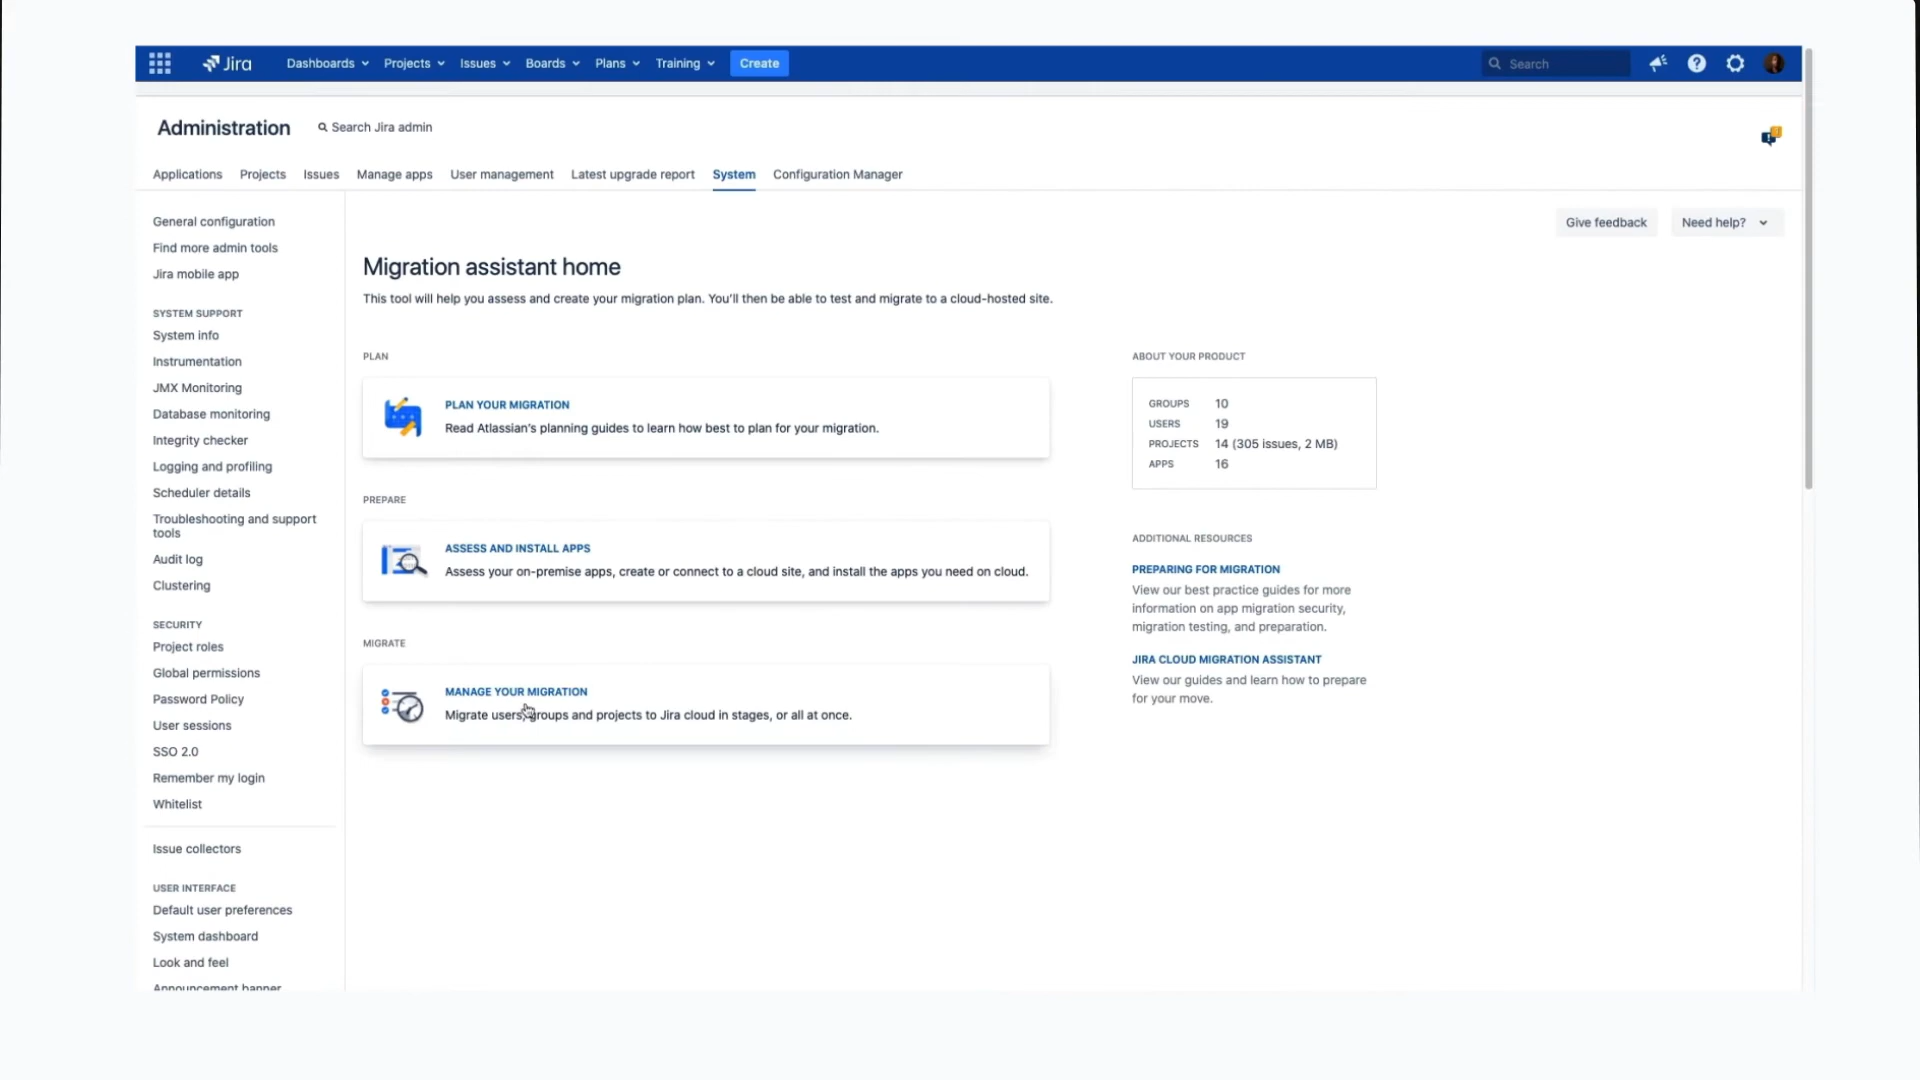 Jira Dashboards Projects Issues Boards Plans Training Create Search
Administration Search Jira admin
Applications Projects Issues Manage apps User management Latest upgrade report System Configuration Manager
General configuration
Find more admin tools
Jira mobile app
SYSTEM SUPPORT
System info
Instrumentation
JMX Monitoring
Database monitoring
Integrity checker
Logging and profiling
Scheduler details
Troubleshooting and support
tools
Audit log
Clustering
SECURITY
Project roles
Global permissions
Password Policy
User sessions
SSO 2.0
Remember my login
Whitelist
Issue collectors
USER INTERFACE
Default user preferences
System dashboard
Look and feel
Announcement banner
Give feedback Need help?
Migration assistant home
This tool will help you assess and create your migration plan. You'll then be able to test and migrate to a cloud-hosted site.
PLAN
PLAN YOUR MIGRATION
Read Atlassian's planning guides to learn how best to plan for your migration.
PREPARE
ASSESS AND INSTALL APPS
Assess your on-premise apps, create or connect to a cloud site, and install the apps you need on cloud.
MIGRATE
MANAGE YOUR MIGRATION
Migrate users, groups and projects to Jira cloud in stages, or all at once.
ABOUT YOUR PRODUCT
GROUPS 10
USERS 19
PROJECTS 14 (305 issues, 2 MB)
APPS 16
ADDITIONAL RESOURCES
PREPARING FOR MIGRATION
View our best practice guides for more
information on app migration security,
migration testing, and preparation.
JIRA CLOUD MIGRATION ASSISTANT
View our guides and learn how to prepare
for your move.